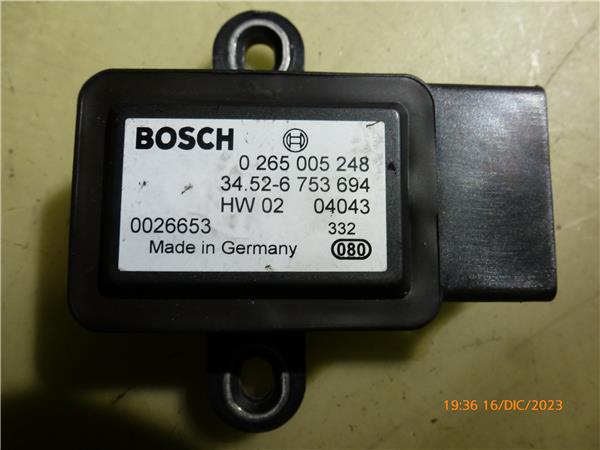 BOSCH
0 265 005 248
34.52-6 753 694
HW 02 04043
0026653 332
Made in Germany 080
19:36 16/DIC/2023